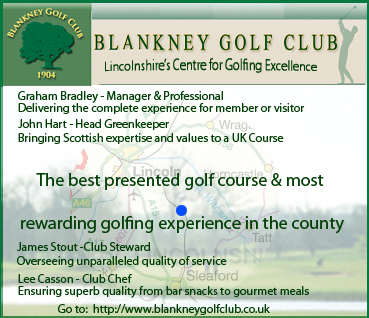 BLANKNEY GOLF CLUB
1904
BLANKNEY GOLF CLUB
Lincolnshire's Centre for Golfing Excellence
Graham Bradley - Manager & Professional
Delivering the complete experience for member or visitor
John Hart - Head Greenkeeper
Bringing Scottish expertise and values to a UK Course
Wrag
Lincoln
Horncastle
The best presented golf course & most
A46
A15
rewarding golfing experience in the county
Tatt
James Stout -Club Steward
Overseeing unparalleled quality of service
Sleaford
Lee Casson - Club Chef
Ensuring superb quality from bar snacks to gourmet meals
Go to: http://www.blankneygolfclub.co.uk